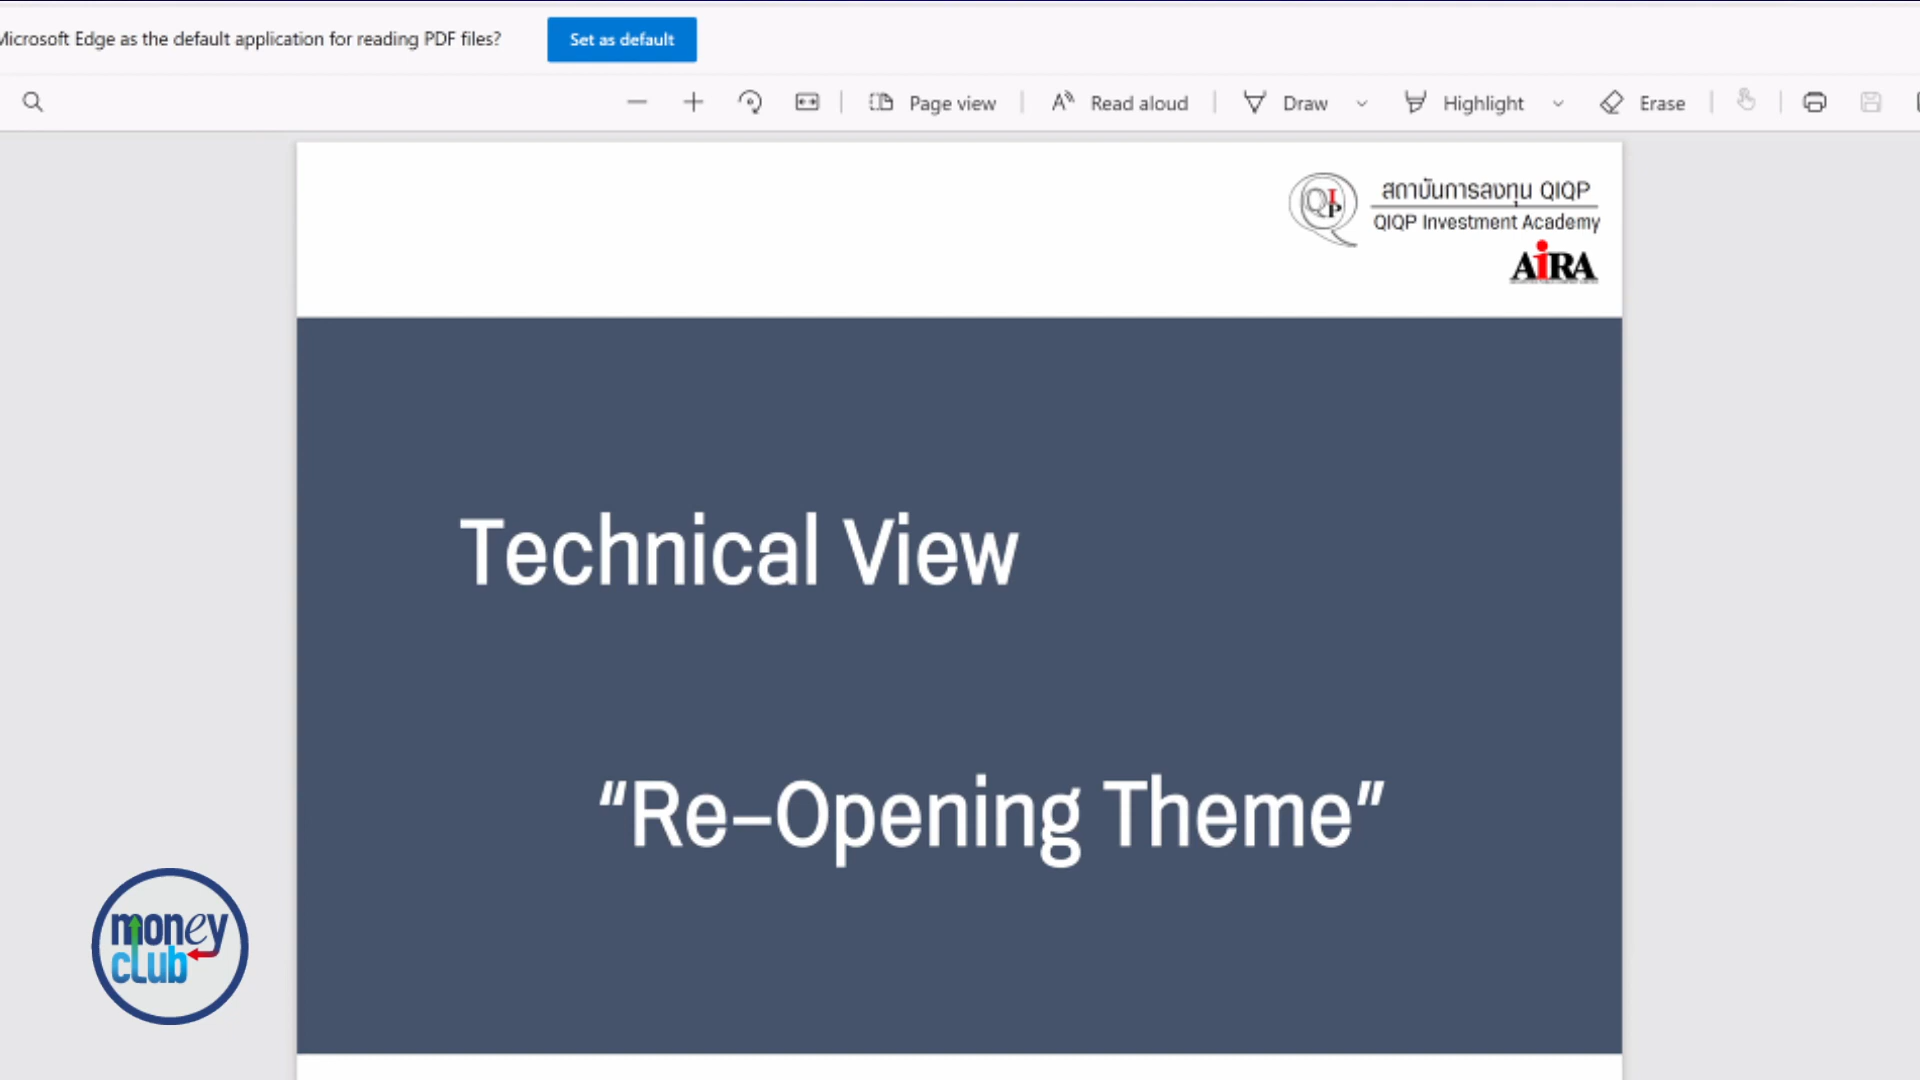 Microsoft Edge as the default application for reading PDF files?
Set as default
Page view
Read aloud
Draw
Highlight
Erase
QIP
สถาบันการลงทุน QIQP
QIQP Investment Academy
AiRA
Technical View
“Re–Opening Theme”
money
club